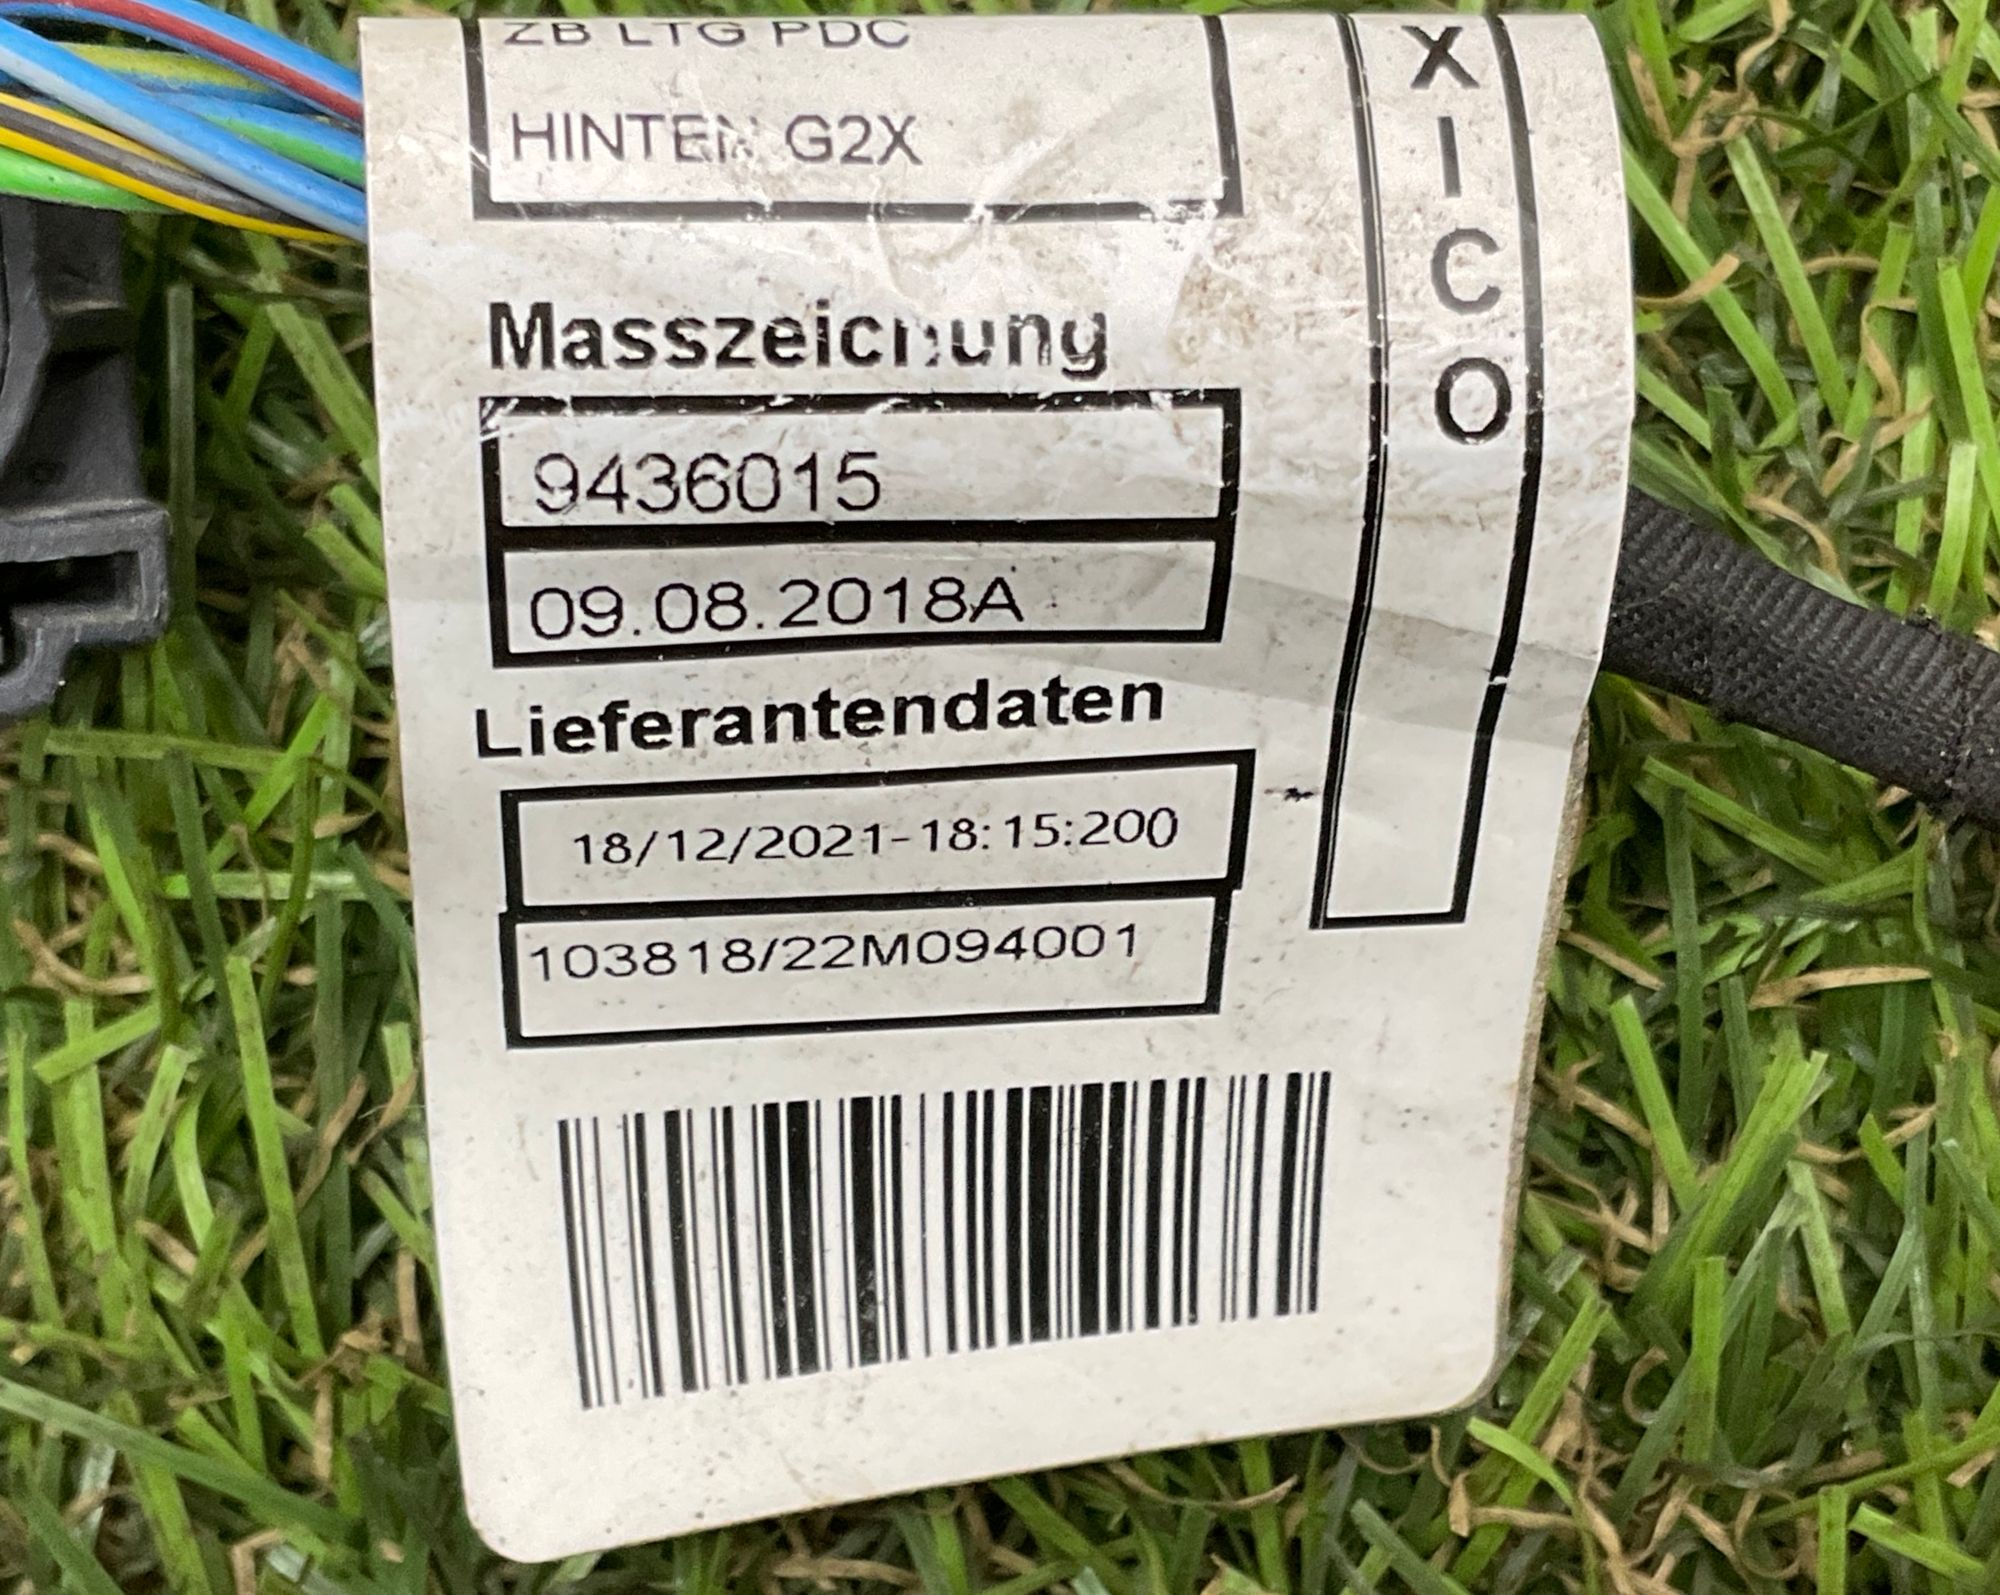 ZB LTG PDC
HINTEN G2X
Masszeichung
9436015
09.08.2018A
Lieferantendaten
18/12/2021-18:15:200
103818/22M094001
XICO